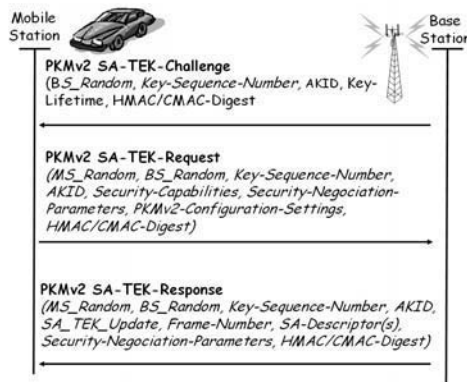 Mobile Station
Base Station
PKMv2 SA-TEK-Challenge
(BS_Random, Key-Sequence-Number, AKID, Key-
Lifetime, HMAC/CMAC-Digest
PKMv2 SA-TEK-Request
(MS_Random, BS_Random, Key-Sequence-Number,
AKID, Security-Capabilities, Security-Negociation-
Parameters, PKMv2-Configuration-Settings,
HMAC/CMAC-Digest)
PKMv2 SA-TEK-Response
(MS_Random, BS_Random, Key-Sequence-Number, AKID,
SA_TEK_Update, Frame-Number, SA-Descriptor(s),
Security-Negociation-Parameters, HMAC/CMAC-Digest)